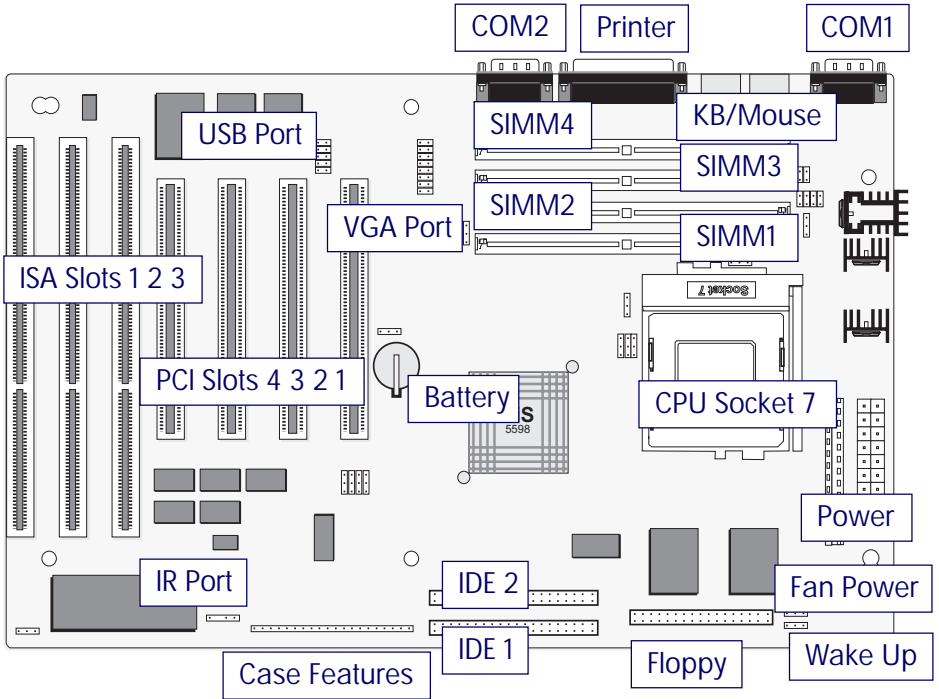 COM2
Printer
COM1
USB Port
SIMM4
KB/Mouse
SIMM3
SIMM2
VGA Port
SIMM1
ISA Slots 1 2 3
Socket 7
PCI Slots 4 3 2 1
Battery
CPU Socket 7
S
5598
Power
IR Port
IDE 2
Fan Power
IDE 1
Case Features
Floppy
Wake Up